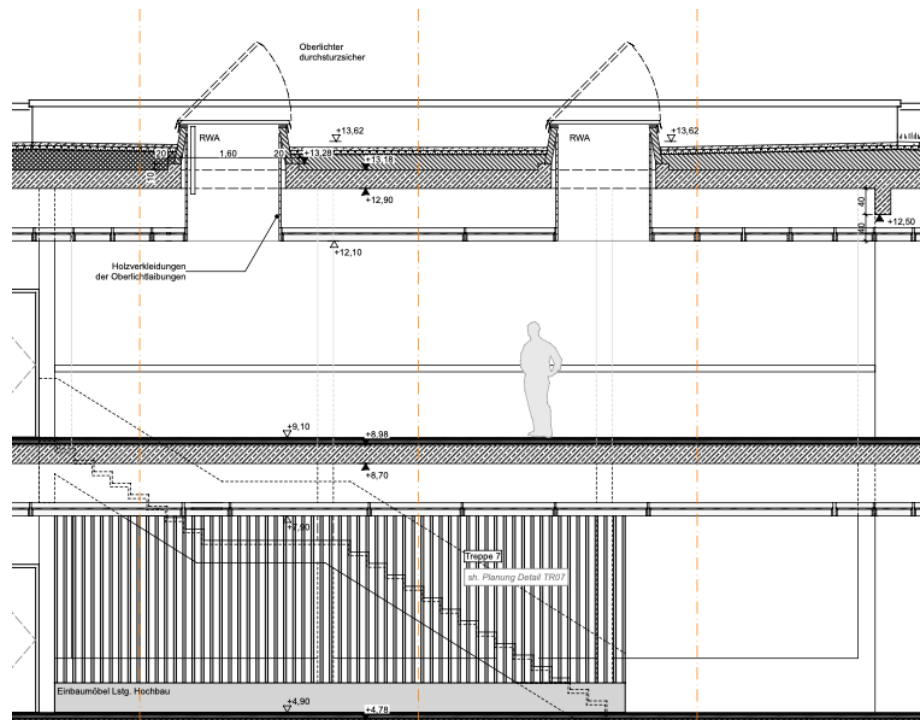 Oberlichter
durchsturzsicher
RWA
RWA
+13,62
+13,62
20
1,60
20
+13,28
+13,18
10
+12,90
40
+12,50
40
+12,10
Holzverkleidungen
der Oberlichtlaibungen
+9,10
+8,98
+8,70
+7,90
Treppe 7
sh. Planung Detail TR07
Einbaumöbel Lstg. Hochbau
+4,90
+4,78